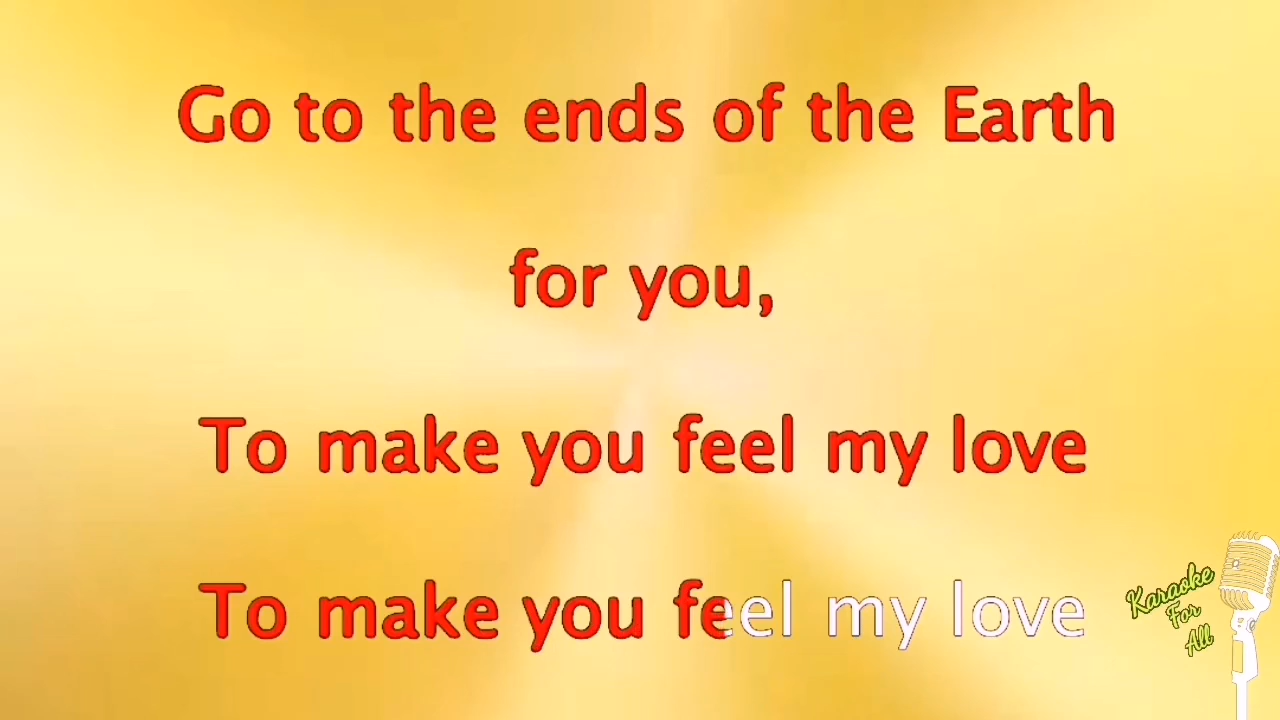 Go to the ends of the Earth
for you,
To make you feel my love
To make you feel my love
Karaoke
For
All